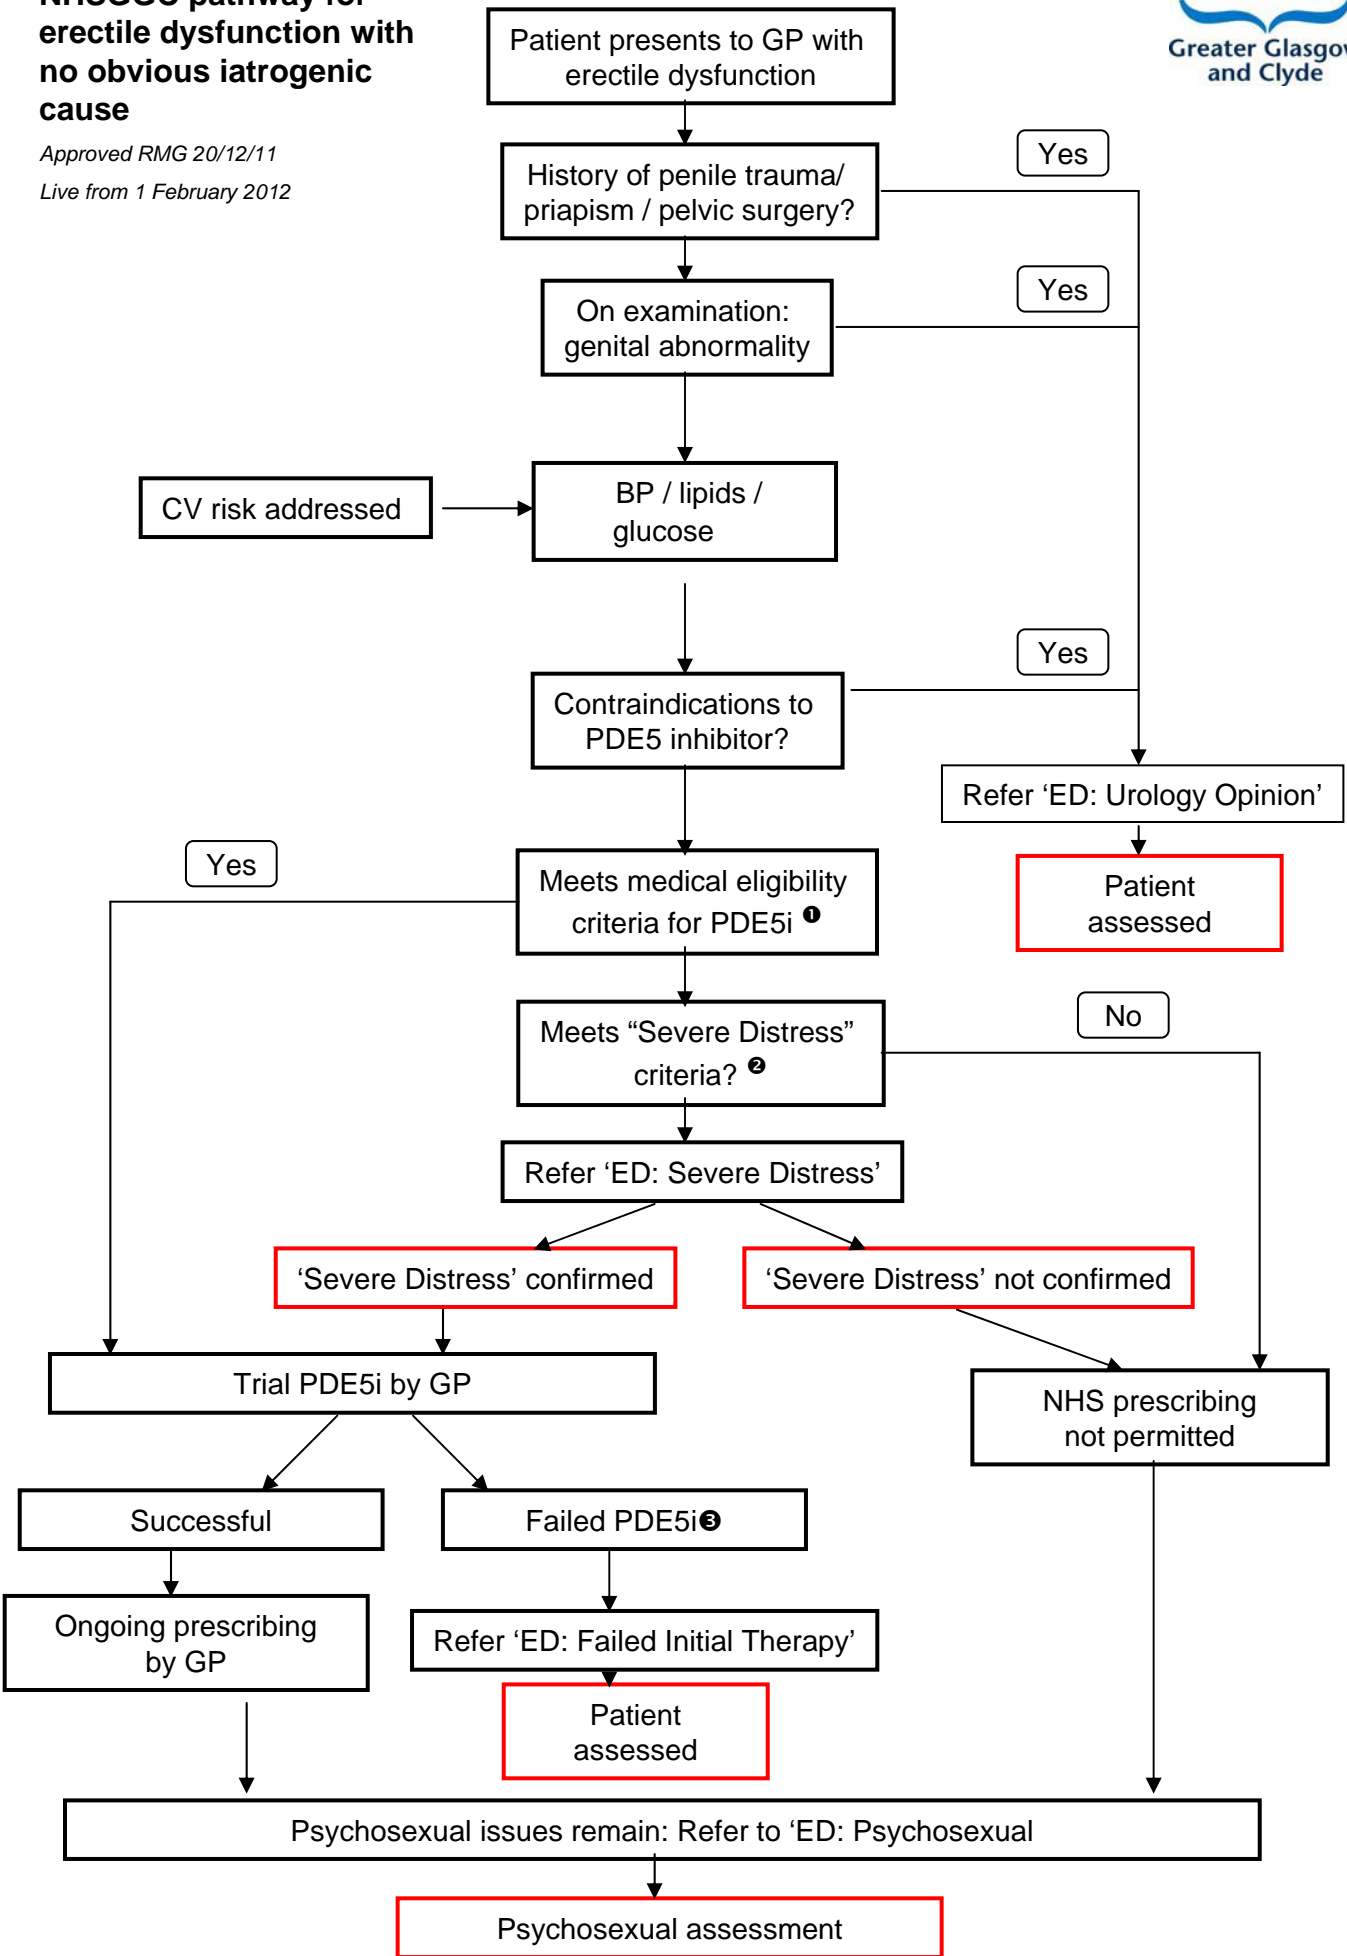 erectile dysfunction with
no obvious iatrogenic
cause
Approved RMG 20/12/11
Live from 1 February 2012
Greater Glasgow
and Clyde
Patient presents to GP with
erectile dysfunction
Yes
History of penile trauma/
priapism / pelvic surgery?
Yes
On examination:
genital abnormality
CV risk addressed
BP / lipids /
glucose
Yes
Contraindications to
PDE5 inhibitor?
Refer ‘ED: Urology Opinion’
Patient
assessed
Yes
Meets medical eligibility
criteria for PDE5i ❶
No
Meets “Severe Distress”
criteria? ❷
Refer ‘ED: Severe Distress’
‘Severe Distress’ confirmed
‘Severe Distress’ not confirmed
Trial PDE5i by GP
NHS prescribing
not permitted
Successful
Failed PDE5i❸
Ongoing prescribing
by GP
Refer ‘ED: Failed Initial Therapy’
Patient
assessed
Psychosexual issues remain: Refer to ‘ED: Psychosexual
Psychosexual assessment